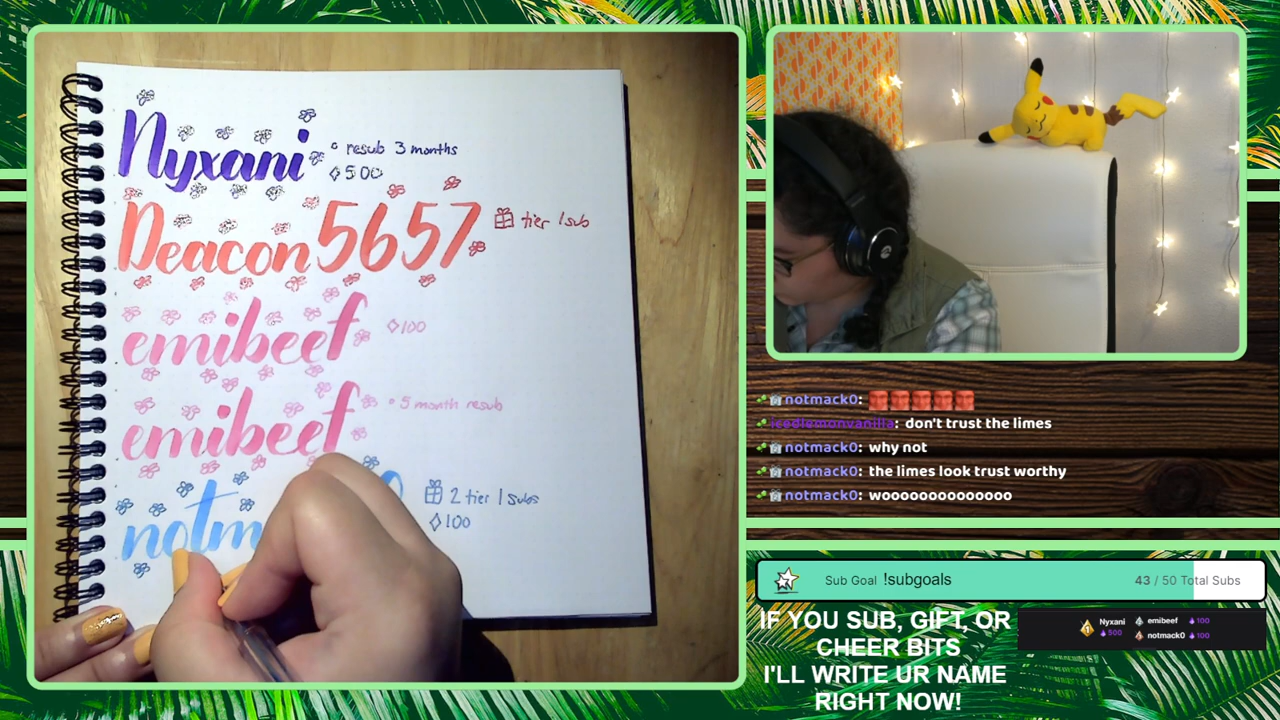 Nyxani
resub 3 months
500
Deacon5657
tier 1 sub
emibeef
100
emibeef
5 month resub
notm
2 tier 1 subs
100
notmack0:
icedlemonvanilla: don't trust the limes
notmack0: why not
notmack0: the limes look trust worthy
notmack0: woooooooooooooo
Sub Goal !subgoals 43 / 50 Total Subs
IF YOU SUB, GIFT, OR
CHEER BITS
I'LL WRITE UR NAME
RIGHT NOW!
1 Nyxani 500
emibeef 100
notmack0 100